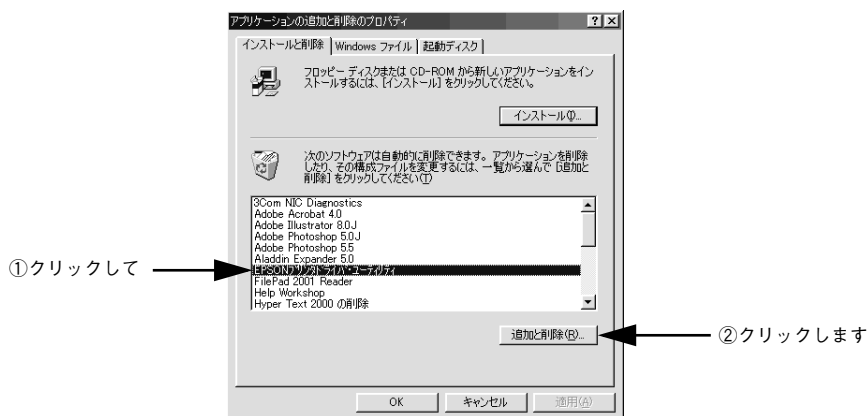 アプリケーションの追加と削除のプロパティ
インストールと削除 Windows ファイル 起動ディスク
フロッピー ディスクまたは CD-ROM から新しいアプリケーションをイン
ストールするには、[インストール] をクリックしてください。
インストール(I)...
次のソフトウェアは自動的に削除できます。アプリケーションを削除
したり、その構成ファイルを変更するには、一覧から選んで [追加と
削除] をクリックしてください(T)
3Com NIC Diagnostics
Adobe Acrobat 4.0
Adobe Illustrator 8.0J
Adobe Photoshop 5.0J
Adobe Photoshop 5.5
Aladdin Expander 5.0
①クリックして
EPSONプリンタドライバ・ユーティリティ
FilePad 2001 Reader
Help Workshop
Hyper Text 2000 の削除
追加と削除(R)...
②クリックします
OK キャンセル 適用(A)